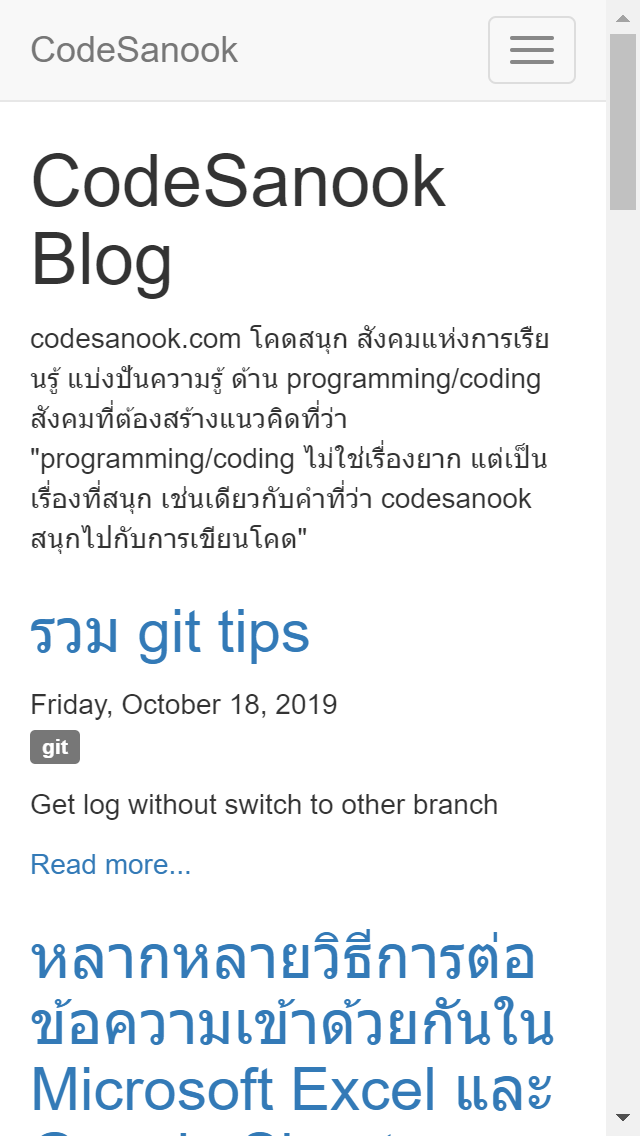 CodeSanook
CodeSanook
Blog
codesanook.com โคดสนุก สังคมแห่งการเรีย
นรู้ แบ่งปันความรู้ ด้าน programming/coding
สังคมที่ต้องสร้างแนวคิดที่ว่า
"programming/coding ไม่ใช่เรื่องยาก แต่เป็น
เรื่องที่สนุก เช่นเดียวกับคำที่ว่า codesanook
สนุกไปกับการเขียนโคด"
รวม git tips
Friday, October 18, 2019
git
Get log without switch to other branch
Read more...
หลากหลายวิธีการต่อ
ข้อความเข้าด้วยกันใน
Microsoft Excel และ